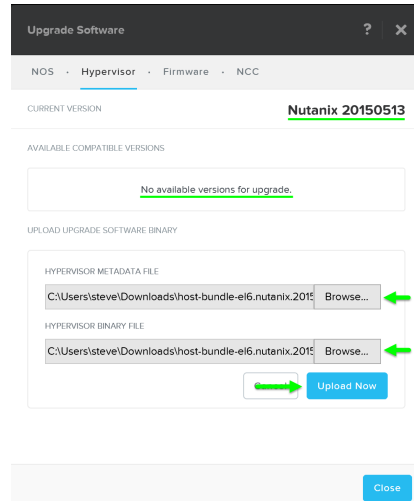 Upgrade Software ? ×
NOS · Hypervisor · Firmware · NCC
CURRENT VERSION Nutanix 20150513
AVAILABLE COMPATIBLE VERSIONS
No available versions for upgrade.
UPLOAD UPGRADE SOFTWARE BINARY
HYPERVISOR METADATA FILE
C:\Users\steve\Downloads\host-bundle-el6.nutanix.2015 Browse...
HYPERVISOR BINARY FILE
C:\Users\steve\Downloads\host-bundle-el6.nutanix.2015 Browse...
Cancel Upload Now
Close